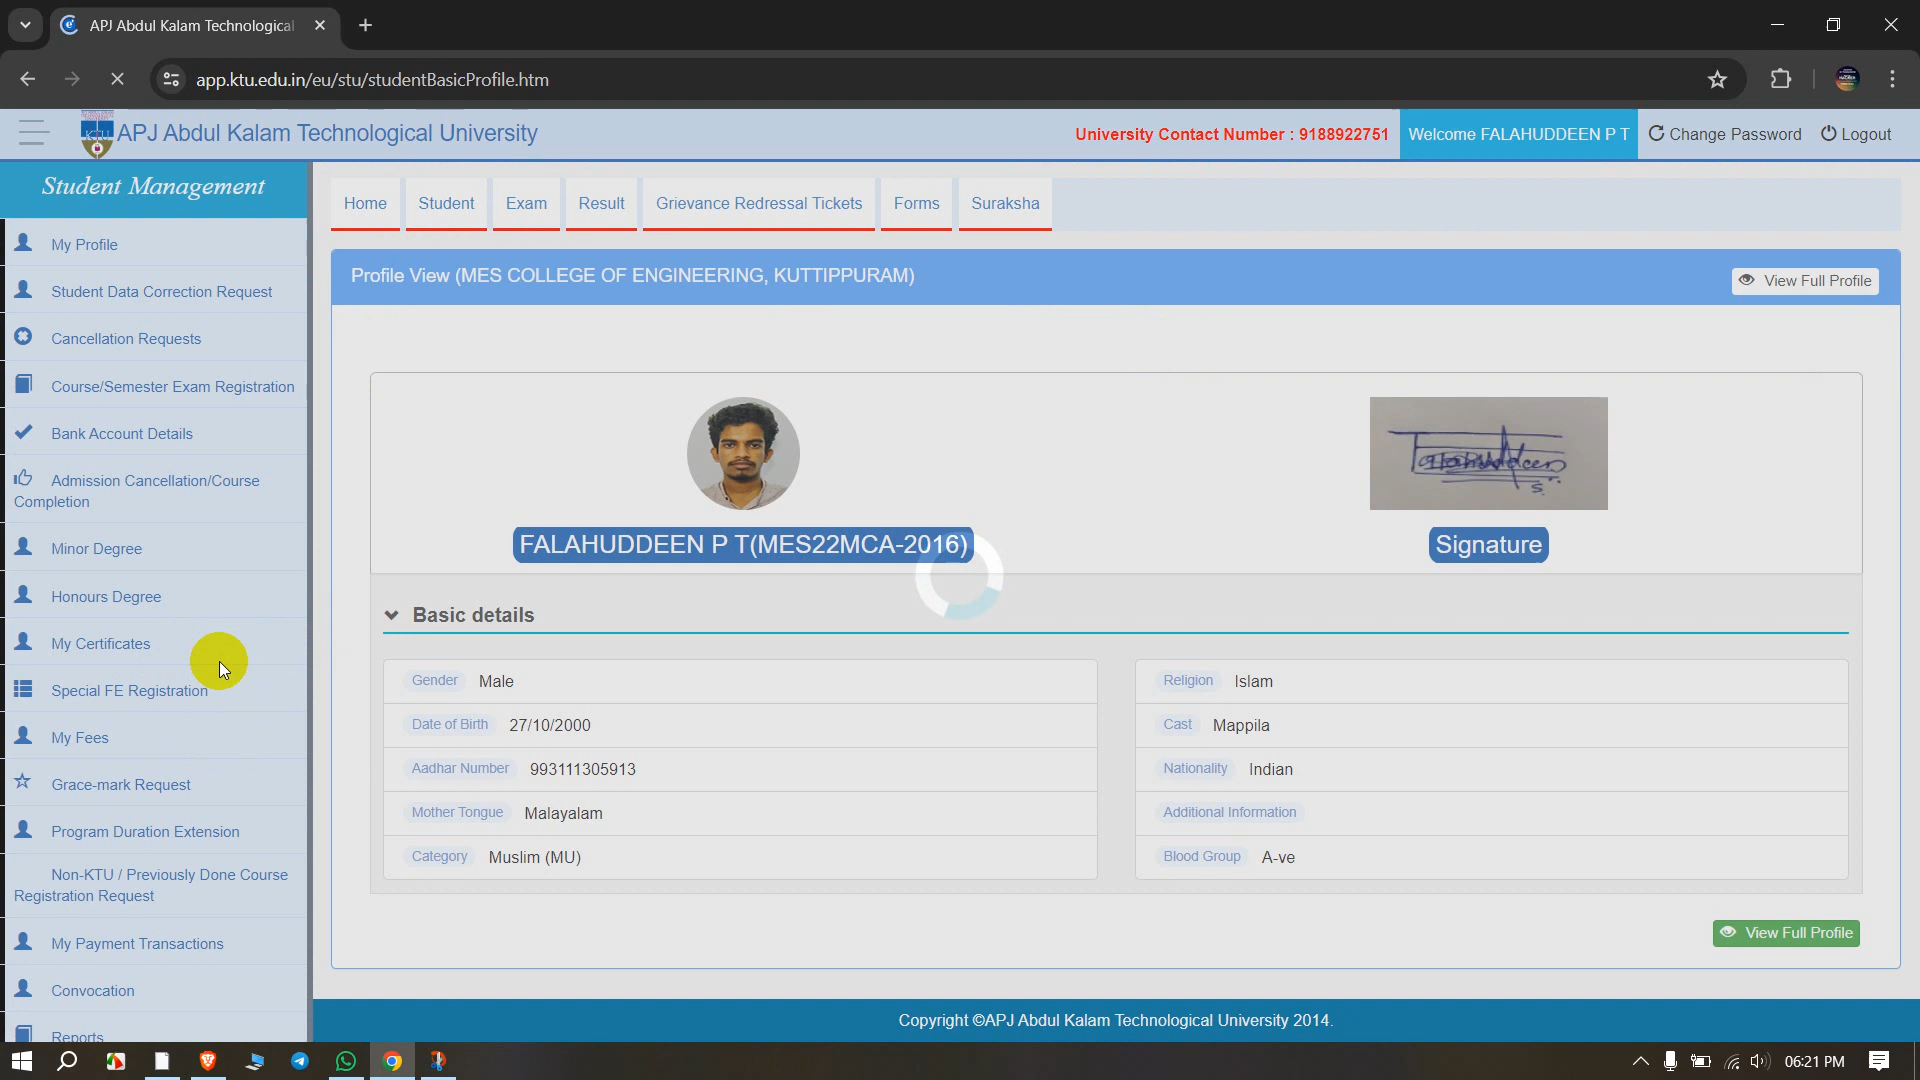 APJ Abdul Kalam Technological
app.ktu.edu.in/eu/stu/studentBasicProfile.htm
APJ Abdul Kalam Technological University
University Contact Number : 9188922751
Welcome FALAHUDDEEN P T
Change Password
Logout
Student Management
Home
Student
Exam
Result
Grievance Redressal Tickets
Forms
Suraksha
My Profile
Student Data Correction Request
Cancellation Requests
Course/Semester Exam Registration
Bank Account Details
Admission Cancellation/Course
Completion
Minor Degree
Honours Degree
My Certificates
Special FE Registration
My Fees
Grace-mark Request
Program Duration Extension
Non-KTU / Previously Done Course
Registration Request
My Payment Transactions
Convocation
Reports
Profile View (MES COLLEGE OF ENGINEERING, KUTTIPPURAM)
View Full Profile
FALAHUDDEEN P T(MES22MCA-2016)
Signature
Basic details
Gender Male
Date of Birth 27/10/2000
Aadhar Number 993111305913
Mother Tongue Malayalam
Category Muslim (MU)
Religion Islam
Cast Mappila
Nationality Indian
Additional Information
Blood Group A-ve
View Full Profile
Copyright ©APJ Abdul Kalam Technological University 2014.
06:21 PM